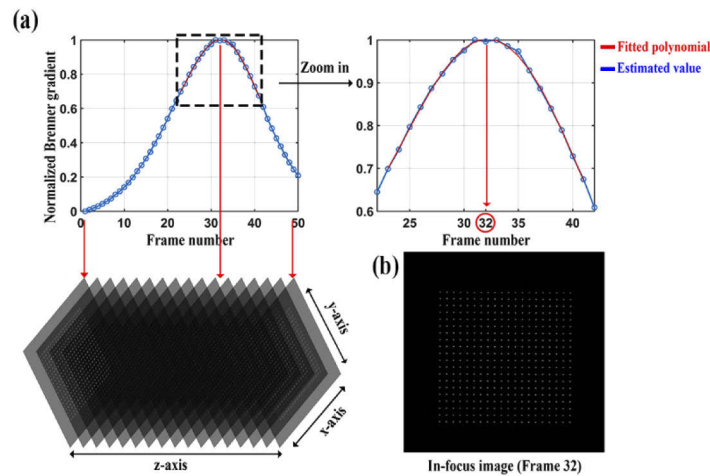 (a)
Normalized Brenner gradient
1
0.8
0.6
0.4
0.2
0
0 10 20 30 40 50
Frame number
Zoom in
1
0.9
0.8
0.7
0.6
25 30 32 35 40
Frame number
Fitted polynomial
Estimated value
y-axis
x-axis
z-axis
(b)
In-focus image (Frame 32)